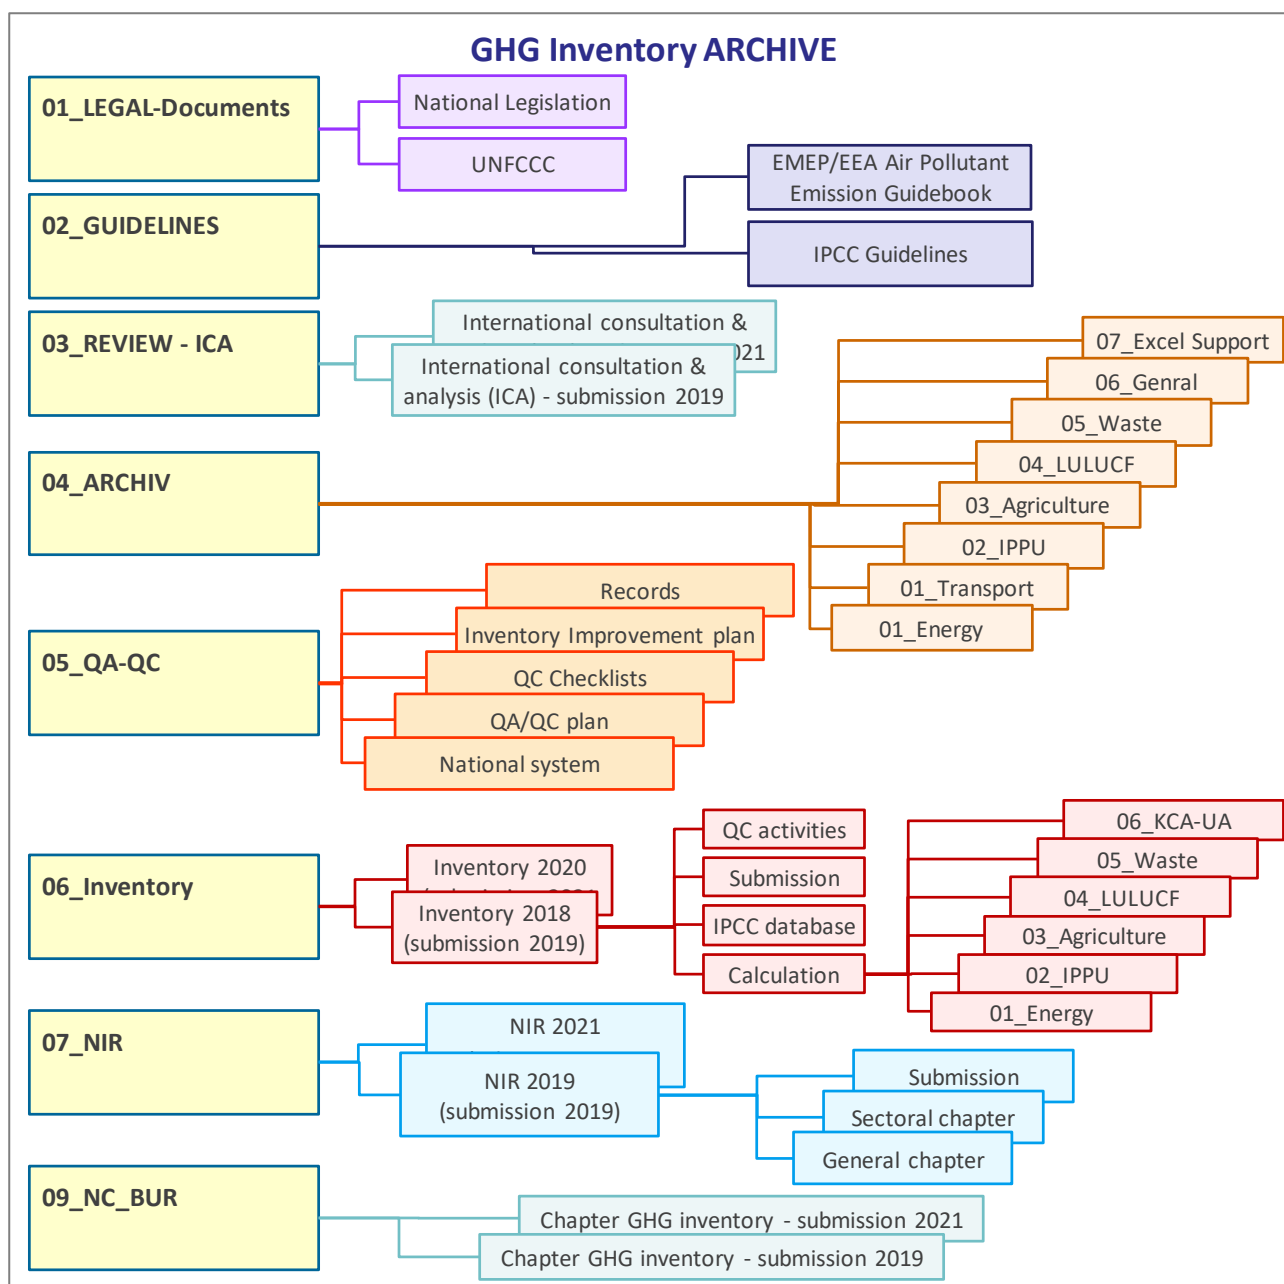 GHG Inventory ARCHIVE
01_LEGAL-Documents
National Legislation
UNFCCC
02_GUIDELINES
EMEP/EEA Air Pollutant
Emission Guidebook
IPCC Guidelines
03_REVIEW - ICA
International consultation &
021
International consultation &
analysis (ICA) - submission 2019
04_ARCHIV
07_Excel Support
06_Genral
05_Waste
04_LULUCF
03_Agriculture
02_IPPU
01_Transport
01_Energy
05_QA-QC
Records
Inventory Improvement plan
QC Checklists
QA/QC plan
National system
06_Inventory
Inventory 2020
Inventory 2018
(submission 2019)
QC activities
Submission
IPCC database
Calculation
06_KCA-UA
05_Waste
04_LULUCF
03_Agriculture
02_IPPU
01_Energy
07_NIR
NIR 2021
NIR 2019
(submission 2019)
Submission
Sectoral chapter
General chapter
09_NC_BUR
Chapter GHG inventory - submission 2021
Chapter GHG inventory - submission 2019